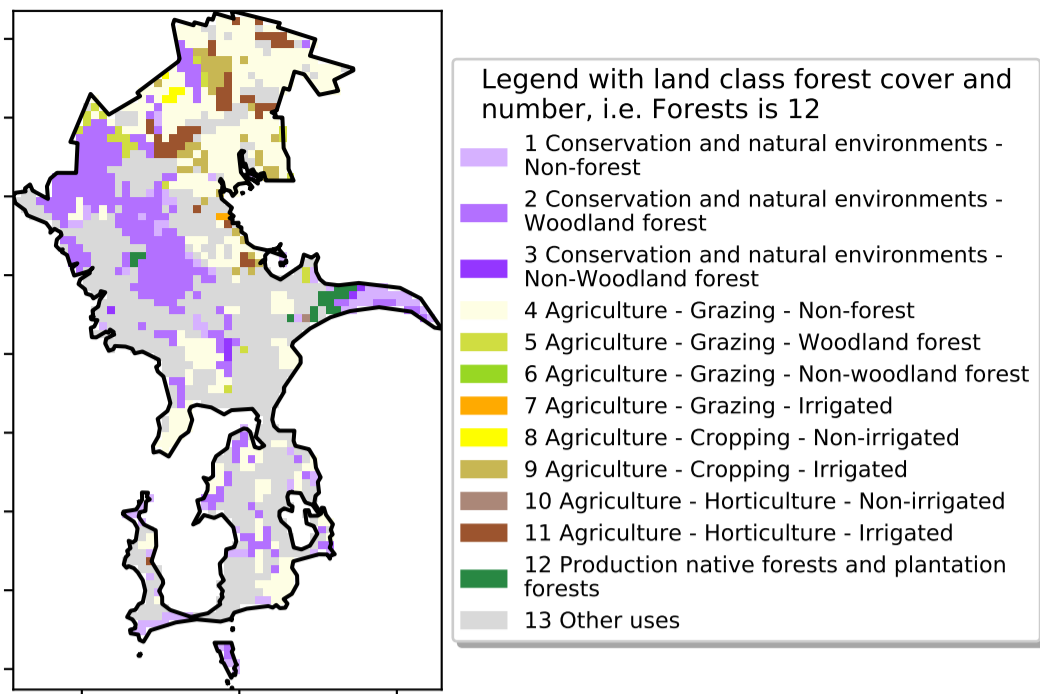 Legend with land class forest cover and
number, i.e. Forests is 12
1 Conservation and natural environments -
Non-forest
2 Conservation and natural environments -
Woodland forest
3 Conservation and natural environments -
Non-Woodland forest
4 Agriculture - Grazing - Non-forest
5 Agriculture - Grazing - Woodland forest
6 Agriculture - Grazing - Non-woodland forest
7 Agriculture - Grazing - Irrigated
8 Agriculture - Cropping - Non-irrigated
9 Agriculture - Cropping - Irrigated
10 Agriculture - Horticulture - Non-irrigated
11 Agriculture - Horticulture - Irrigated
12 Production native forests and plantation
forests
13 Other uses